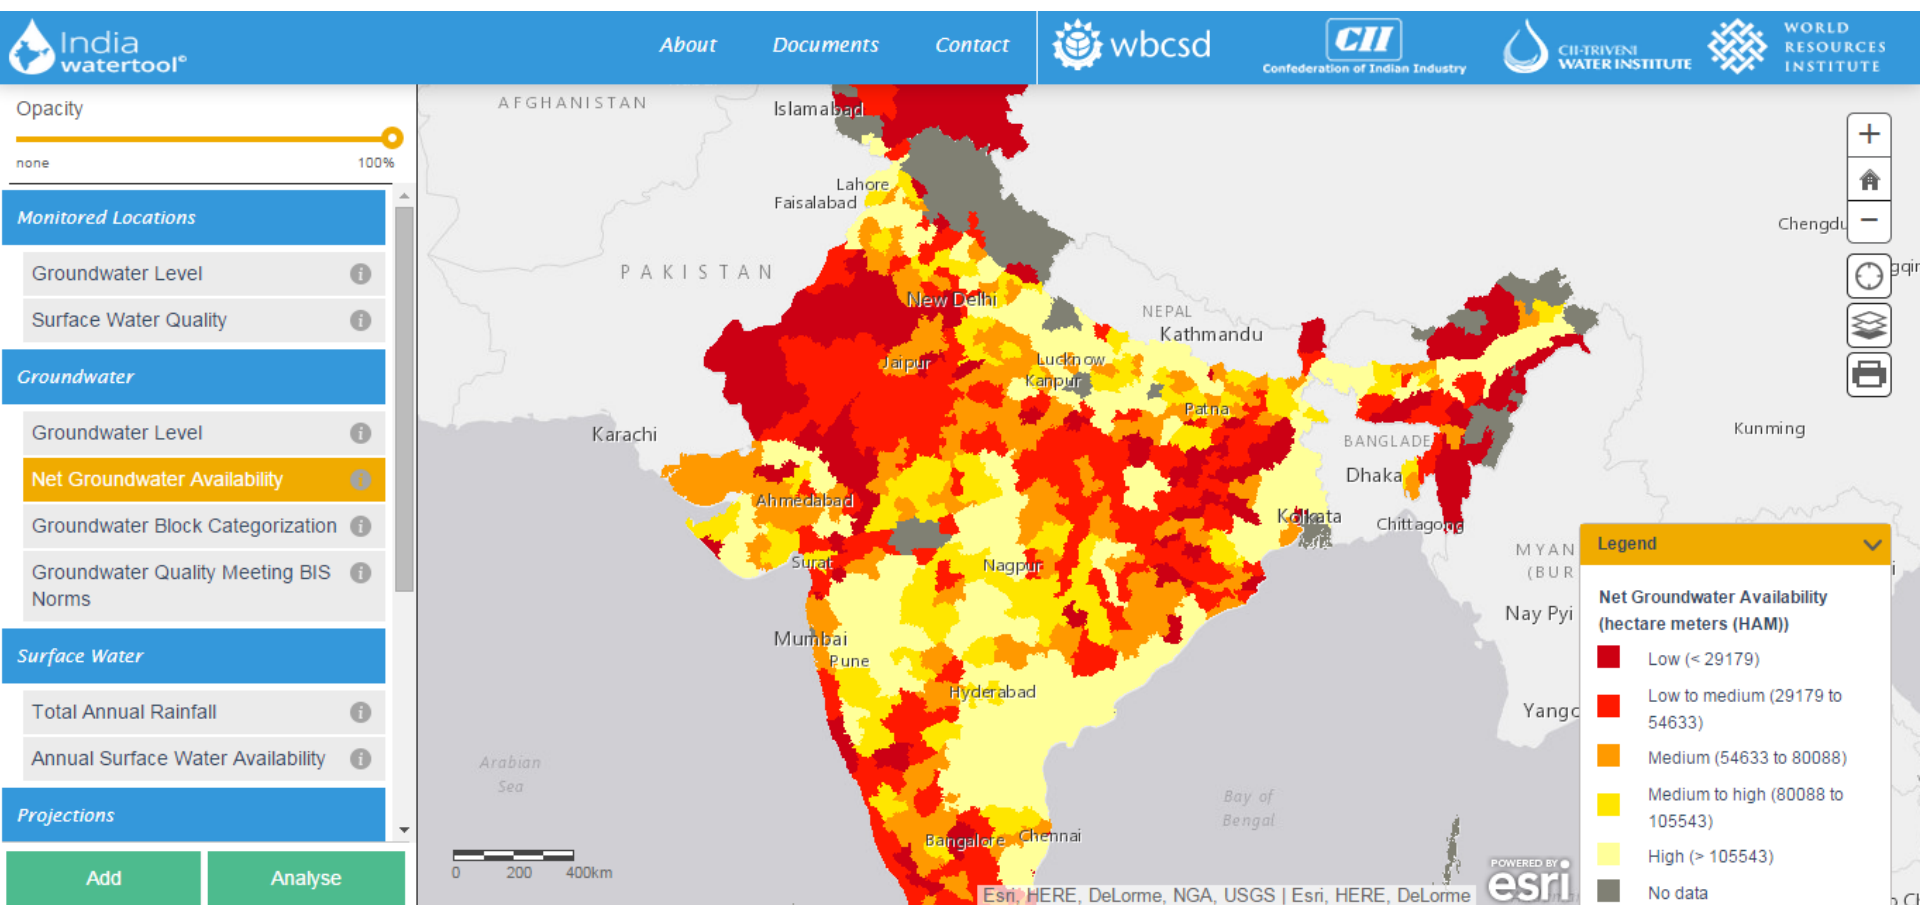 India
watertool©
About
Documents
Contact
wbcsd
CII
Confederation of Indian Industry
CII-TRIVENI
WATER INSTITUTE
WORLD
RESOURCES
INSTITUTE
Opacity
none
100%
Monitored Locations
Groundwater Level
Surface Water Quality
Groundwater
Groundwater Level
Net Groundwater Availability
Groundwater Block Categorization
Groundwater Quality Meeting BIS
Norms
Surface Water
Total Annual Rainfall
Annual Surface Water Availability
Projections
Add
Analyse
AFGHANISTAN
Islamabad
Lahore
Faisalabad
PAKISTAN
New Delhi
NEPAL
Kathmandu
Jaipur
Lucknow
Kanpur
Patna
Karachi
BANGLADE
Dhaka
Ahmedabad
Kolkata
Chittagong
Surat
Nagpur
Mumbai
Pune
Hyderabad
Arabian
Sea
Bay of
Bengal
Bangalore
Chennai
Chengdu
Kunming
MYAN
(BUR
Nay Pyi
Yango
0 200 400km
Esri, HERE, DeLorme, NGA, USGS | Esri, HERE, DeLorme
POWERED BY
esri
Legend
Net Groundwater Availability
(hectare meters (HAM))
Low (< 29179)
Low to medium (29179 to
54633)
Medium (54633 to 80088)
Medium to high (80088 to
105543)
High (> 105543)
No data